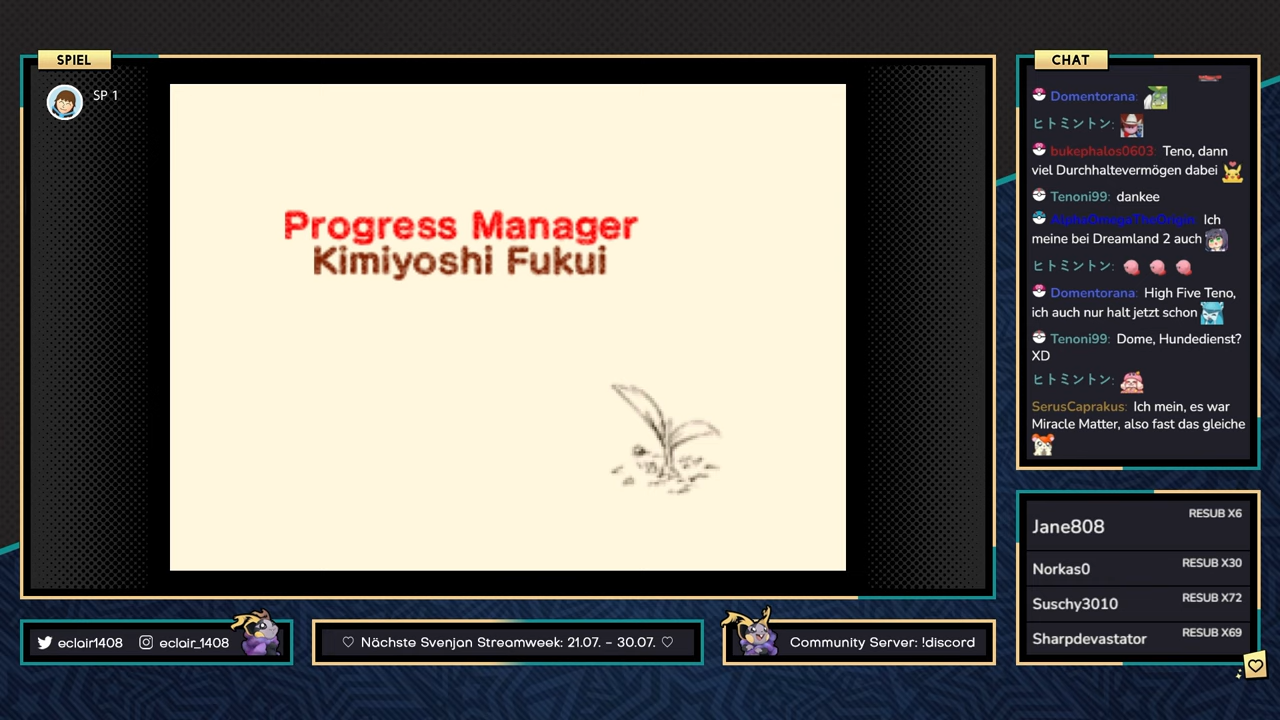 SPIEL
SP 1
Progress Manager
Kimiyoshi Fukui
CHAT
Domentorana:
ヒトミントン:
bukephalos0603: Teno, dann
viel Durchhaltevermögen dabei
Tenoni99: dankee
AlphaOmegaTheOrigin: Ich
meine bei Dreamland 2 auch
ヒトミントン:
Domentorana: High Five Teno,
ich auch nur halt jetzt schon
Tenoni99: Dome, Hundedienst?
XD
ヒトミントン:
SerusCaprakus: Ich mein, es war
Miracle Matter, also fast das gleiche
Jane808 RESUB X6
Norkas0 RESUB X30
Suschy3010 RESUB X72
Sharpdevastator RESUB X69
eclair1408 eclair_1408
♡ Nächste Svenjan Streamweek: 21.07. - 30.07. ♡
Community Server: !discord